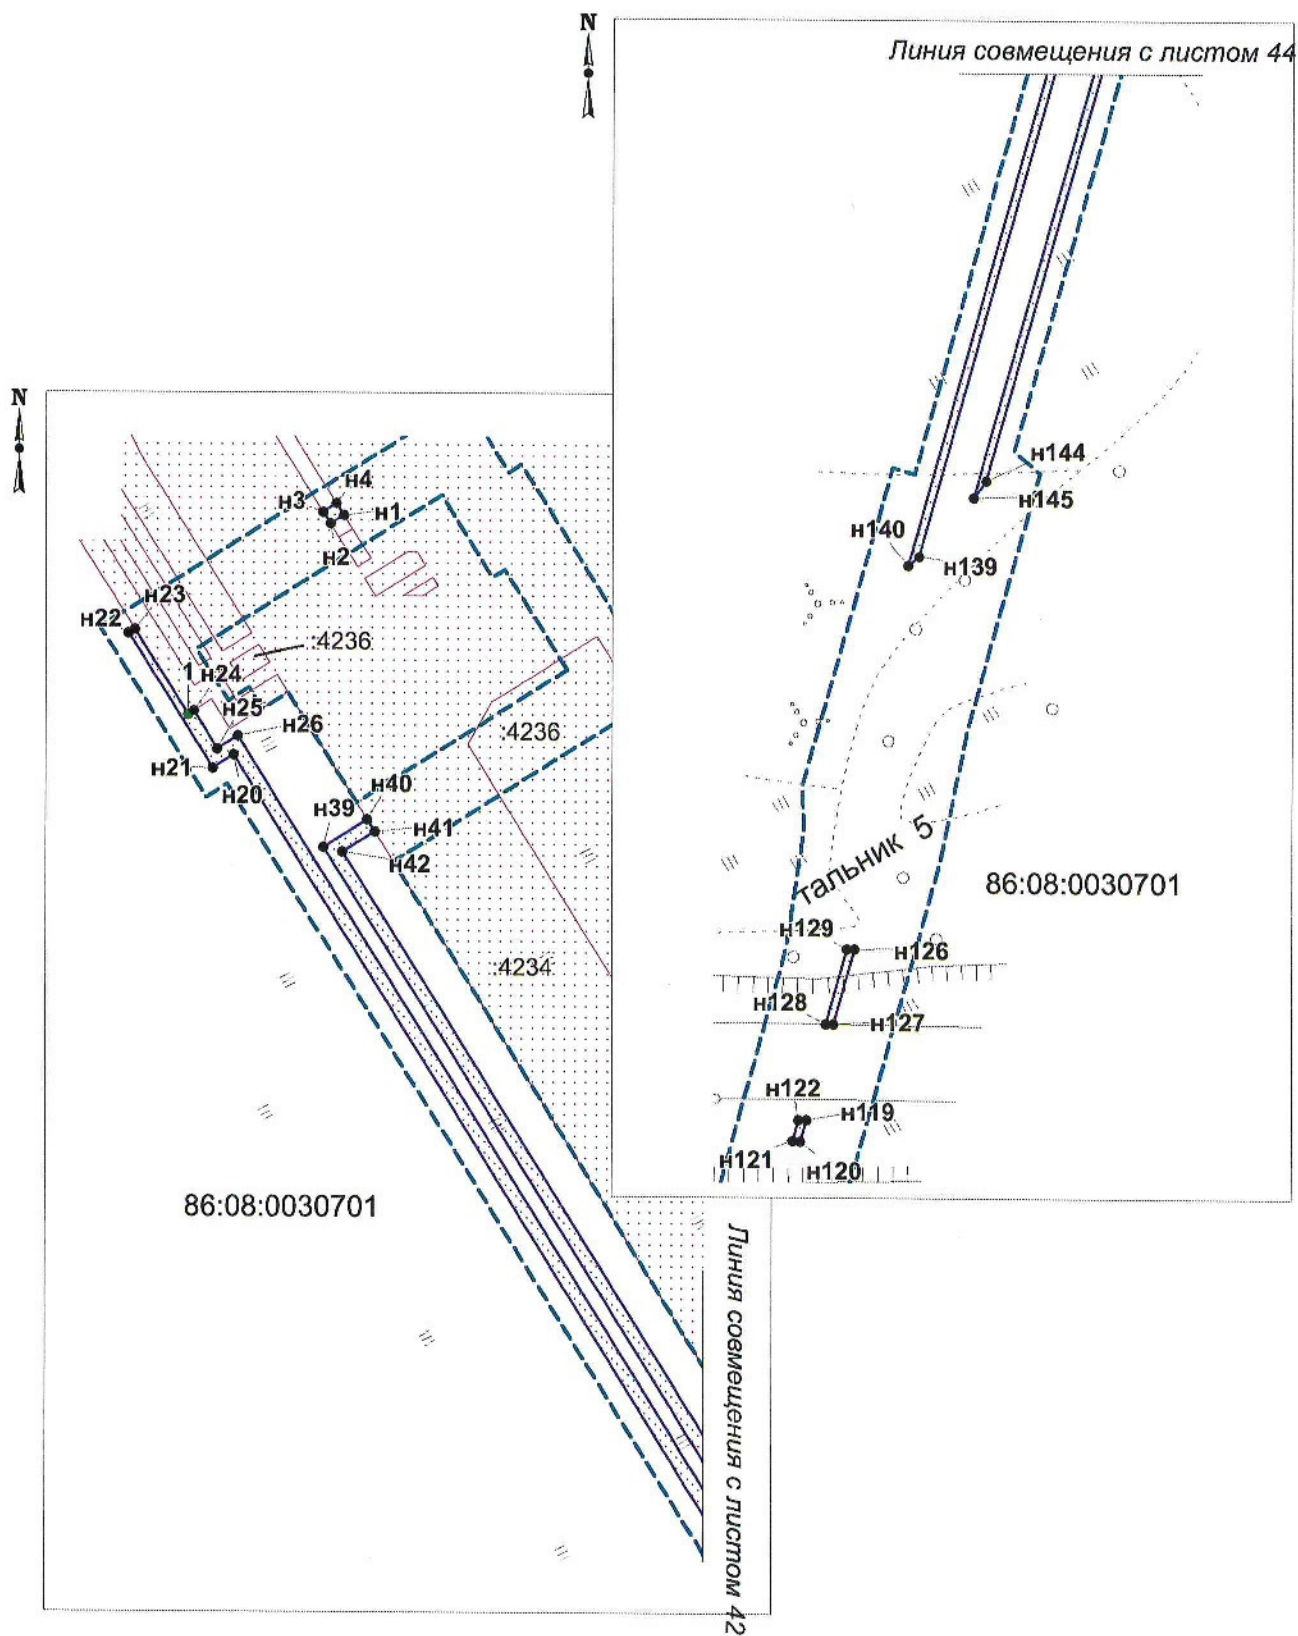 N
Линия совмещения с листом 44
н144
н145
н140
н139
тальник 5
86:08:0030701
н129
н126
н128
н127
н122
н119
н121
н120
N
н4
н3
н1
н2
н23
н22
:4236
1
н24
н25
н26
:4236
н21
н20
н40
н39
н41
н42
:4234
86:08:0030701
Линия совмещения с листом 42